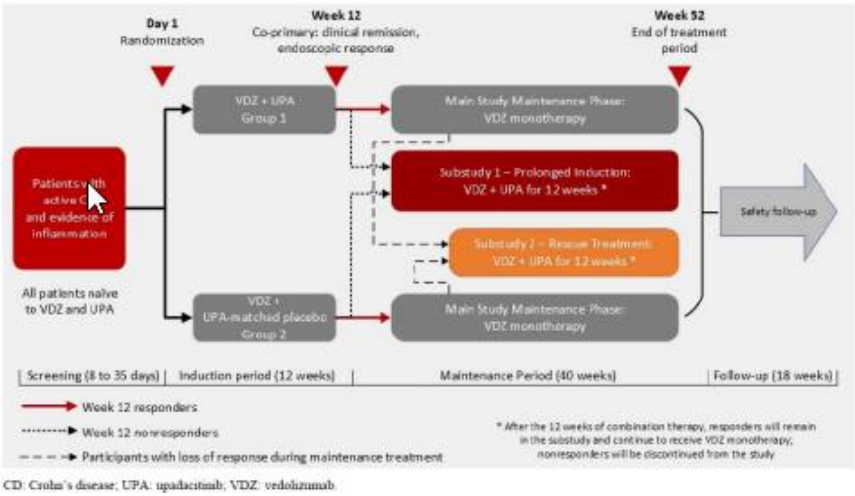 Day 1
Randomization
Week 12
Co-primary: clinical remission,
endoscopic response
Week 52
End of treatment
period
VDZ + UPA
Group 1
Main Study Maintenance Phase:
VDZ monotherapy
Patients with
active
and evidence of
inflammation
Substudy 1 – Prolonged Induction:
VDZ + UPA for 12 weeks *
Safety follow-up
Substudy 2 – Rescue Treatment:
VDZ + UPA for 12 weeks *
All patients naïve
to VDZ and UPA
VDZ +
UPA-matched placebo
Group 2
Main Study Maintenance Phase:
VDZ monotherapy
Screening (8 to 35 days)
Induction period (12 weeks)
Maintenance Period (40 weeks)
Follow-up (18 weeks)
Week 12 responders
Week 12 nonresponders
Participants with loss of response during maintenance treatment
* After the 12 weeks of combination therapy, responders will remain
in the substudy and continue to receive VDZ monotherapy;
nonresponders will be discontinued from the study
CD: Crohn's disease; UPA: upadacitinib; VDZ: vedolizumab.